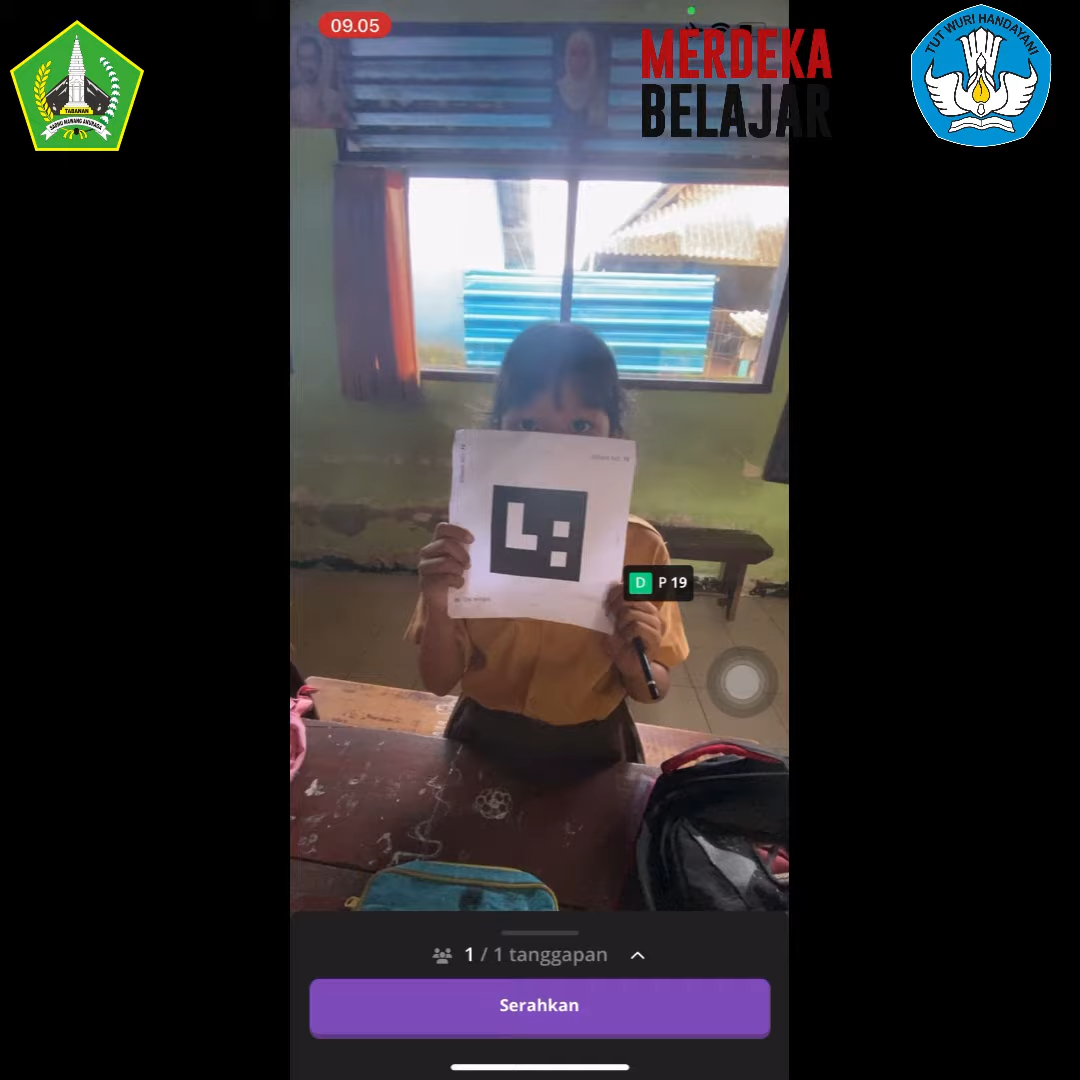 09.05
MERDEKA
BELAJAR
TUT WURI HANDAYANI
TABANAN
D P 19
1 / 1 tanggapan
Serahkan